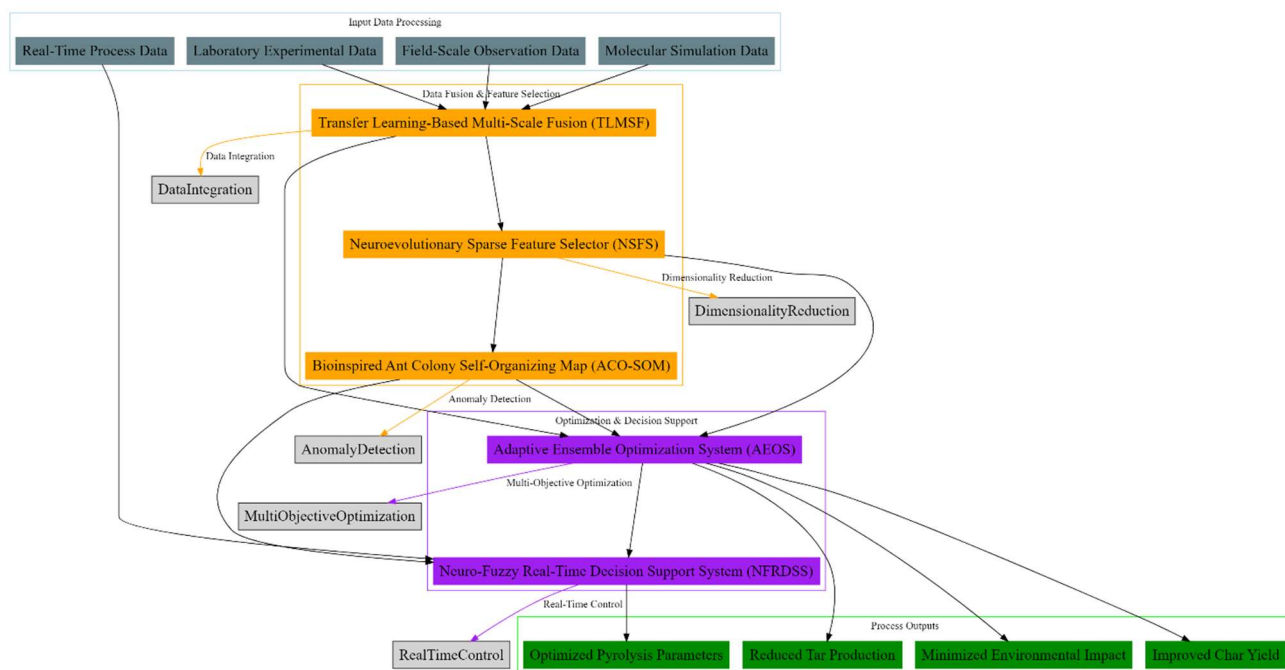 Input Data Processing
Real-Time Process Data
Laboratory Experimental Data
Field-Scale Observation Data
Molecular Simulation Data
Data Fusion & Feature Selection
Transfer Learning-Based Multi-Scale Fusion (TLMSF)
Data Integration
DataIntegration
Neuroevolutionary Sparse Feature Selector (NSFS)
Dimensionality Reduction
DimensionalityReduction
Bioinspired Ant Colony Self-Organizing Map (ACO-SOM)
Anomaly Detection
Optimization & Decision Support
AnomalyDetection
Adaptive Ensemble Optimization System (AEOS)
Multi-Objective Optimization
MultiObjectiveOptimization
Neuro-Fuzzy Real-Time Decision Support System (NFRDSS)
Real-Time Control
Process Outputs
RealTimeControl
Optimized Pyrolysis Parameters
Reduced Tar Production
Minimized Environmental Impact
Improved Char Yield